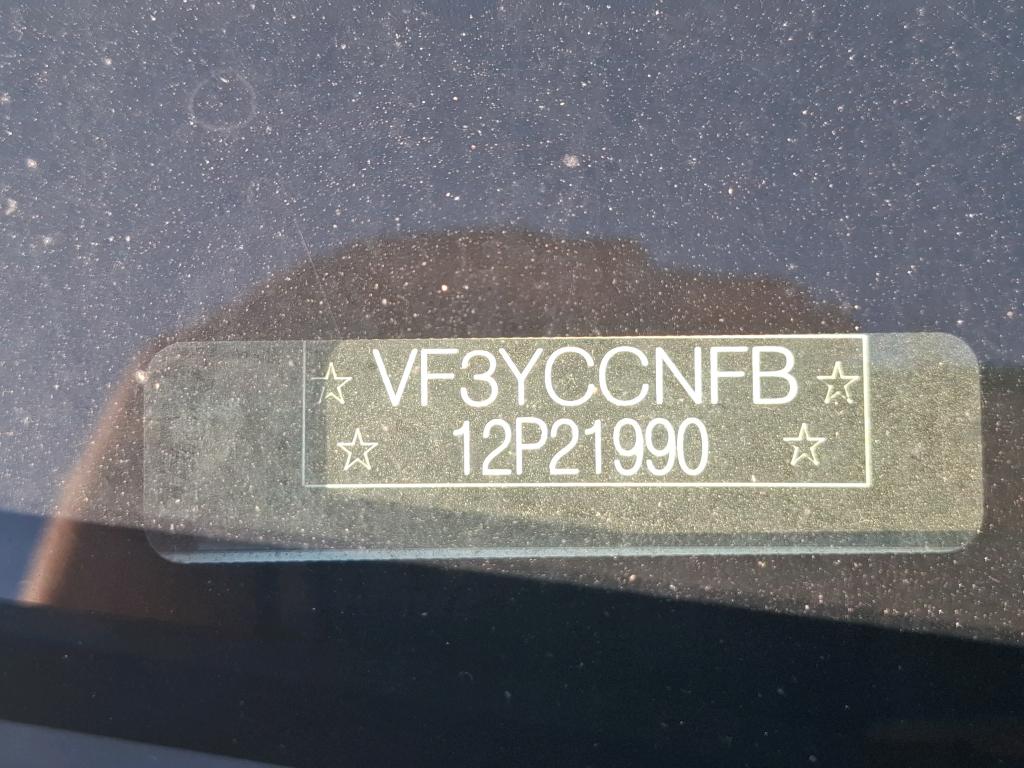 ☆ VF3YCCNFB ☆
☆ 12P21990 ☆